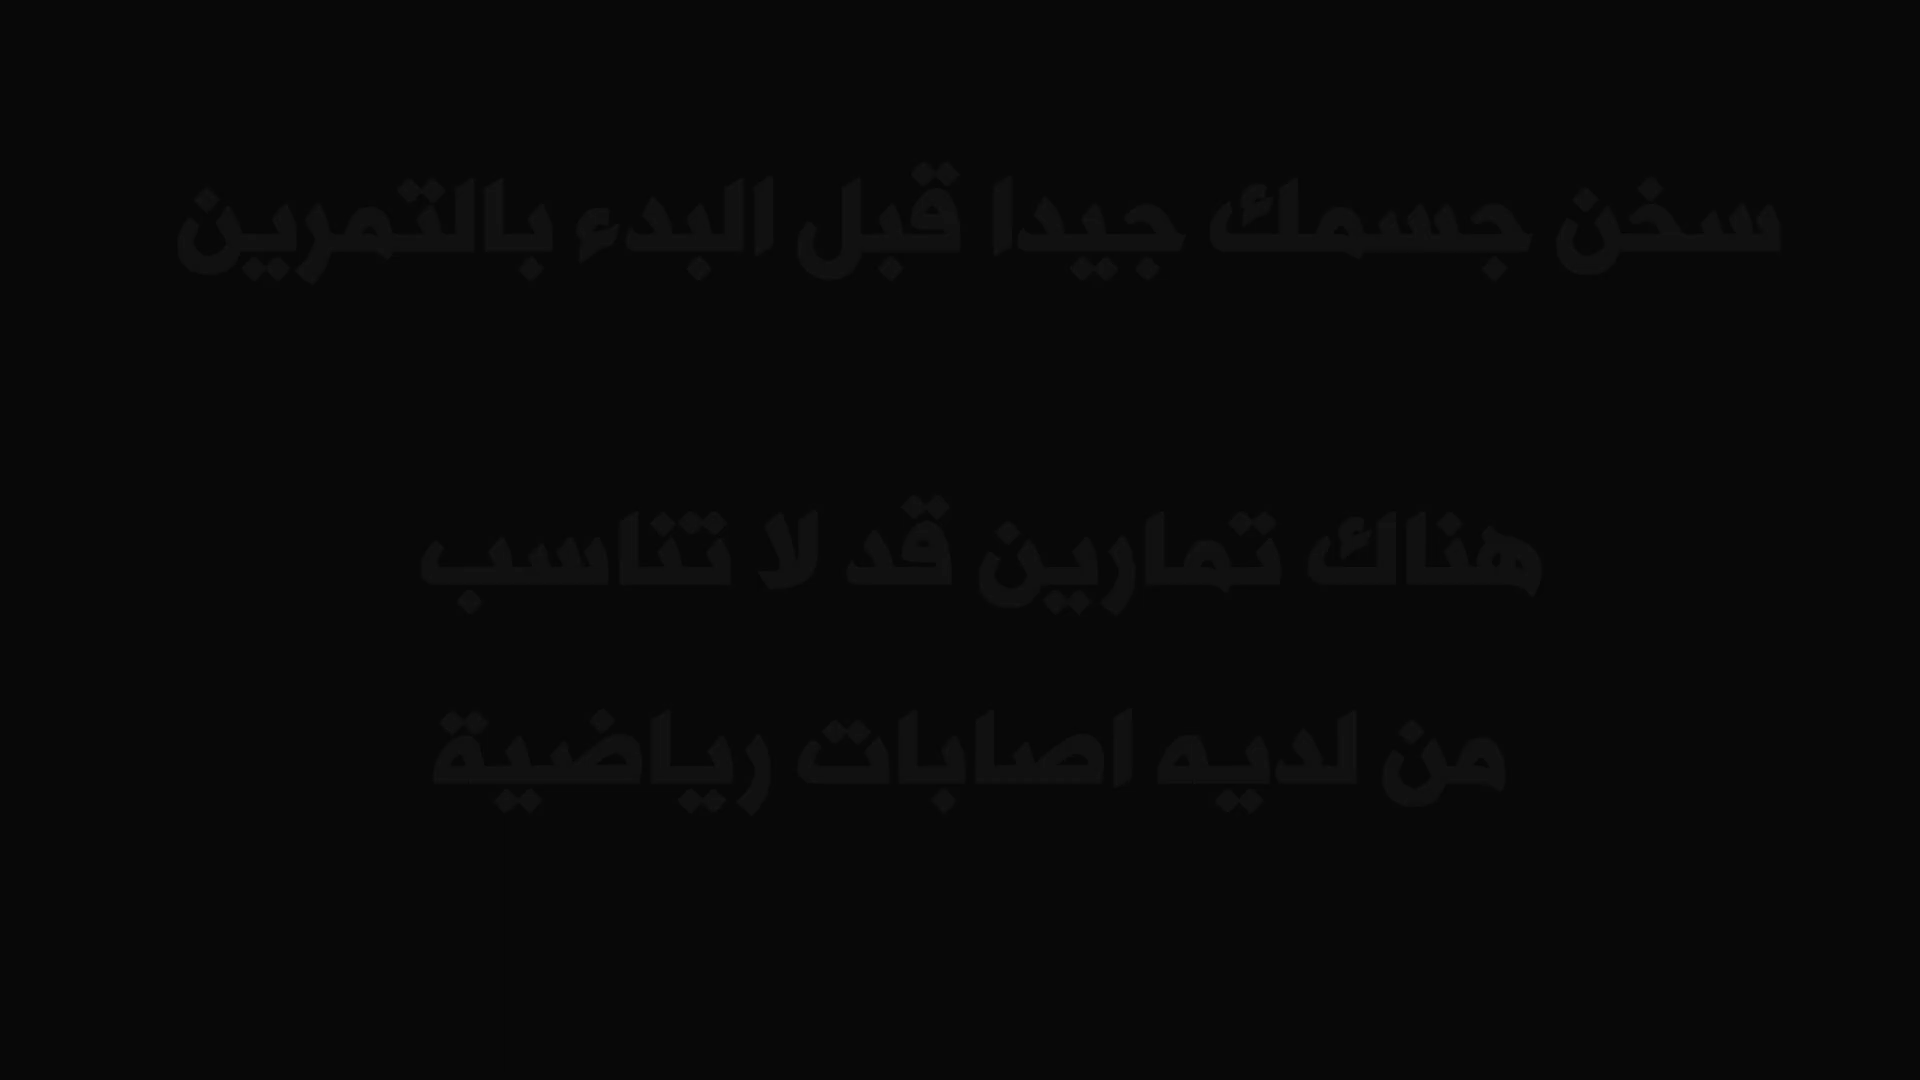 سخن جسمك جيدا قبل البدء بالتمرين
هناك تمارين قد لا تناسب
من لديه اصابات رياضية